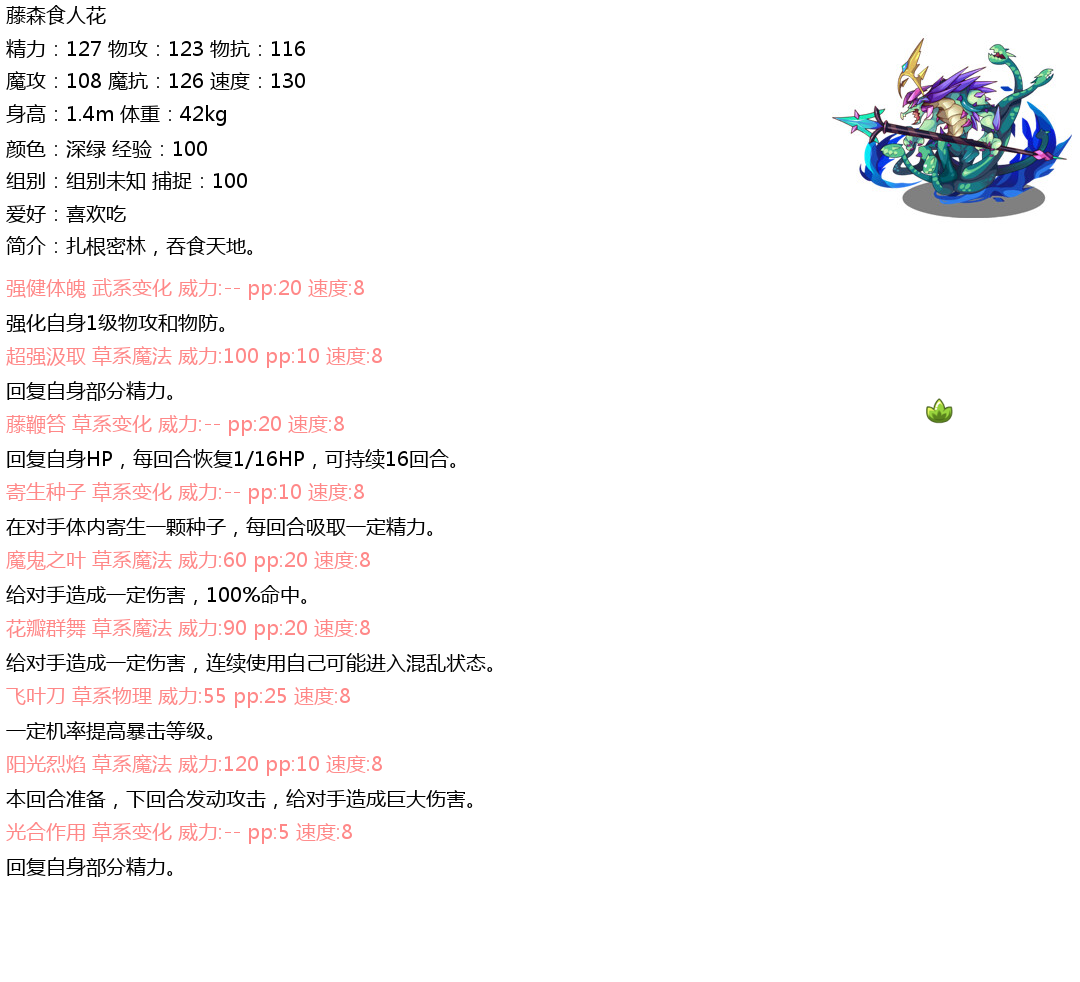 藤森食人花
精力：127 物攻：123 物抗：116
魔攻：108 魔抗：126 速度：130
身高：1.4m 体重：42kg
颜色：深绿 经验：100
组别：组别未知 捕捉：100
爱好：喜欢吃
简介：扎根密林，吞食天地。
强健体魄 武系变化 威力:-- pp:20 速度:8
强化自身1级物攻和物防。
超强汲取 草系魔法 威力:100 pp:10 速度:8
回复自身部分精力。
藤鞭笞 草系变化 威力:-- pp:20 速度:8
回复自身HP，每回合恢复1/16HP，可持续16回合。
寄生种子 草系变化 威力:-- pp:10 速度:8
在对手体内寄生一颗种子，每回合吸取一定精力。
魔鬼之叶 草系魔法 威力:60 pp:20 速度:8
给对手造成一定伤害，100%命中。
花瓣群舞 草系魔法 威力:90 pp:20 速度:8
给对手造成一定伤害，连续使用自己可能进入混乱状态。
飞叶刀 草系物理 威力:55 pp:25 速度:8
一定机率提高暴击等级。
阳光烈焰 草系魔法 威力:120 pp:10 速度:8
本回合准备，下回合发动攻击，给对手造成巨大伤害。
光合作用 草系变化 威力:-- pp:5 速度:8
回复自身部分精力。